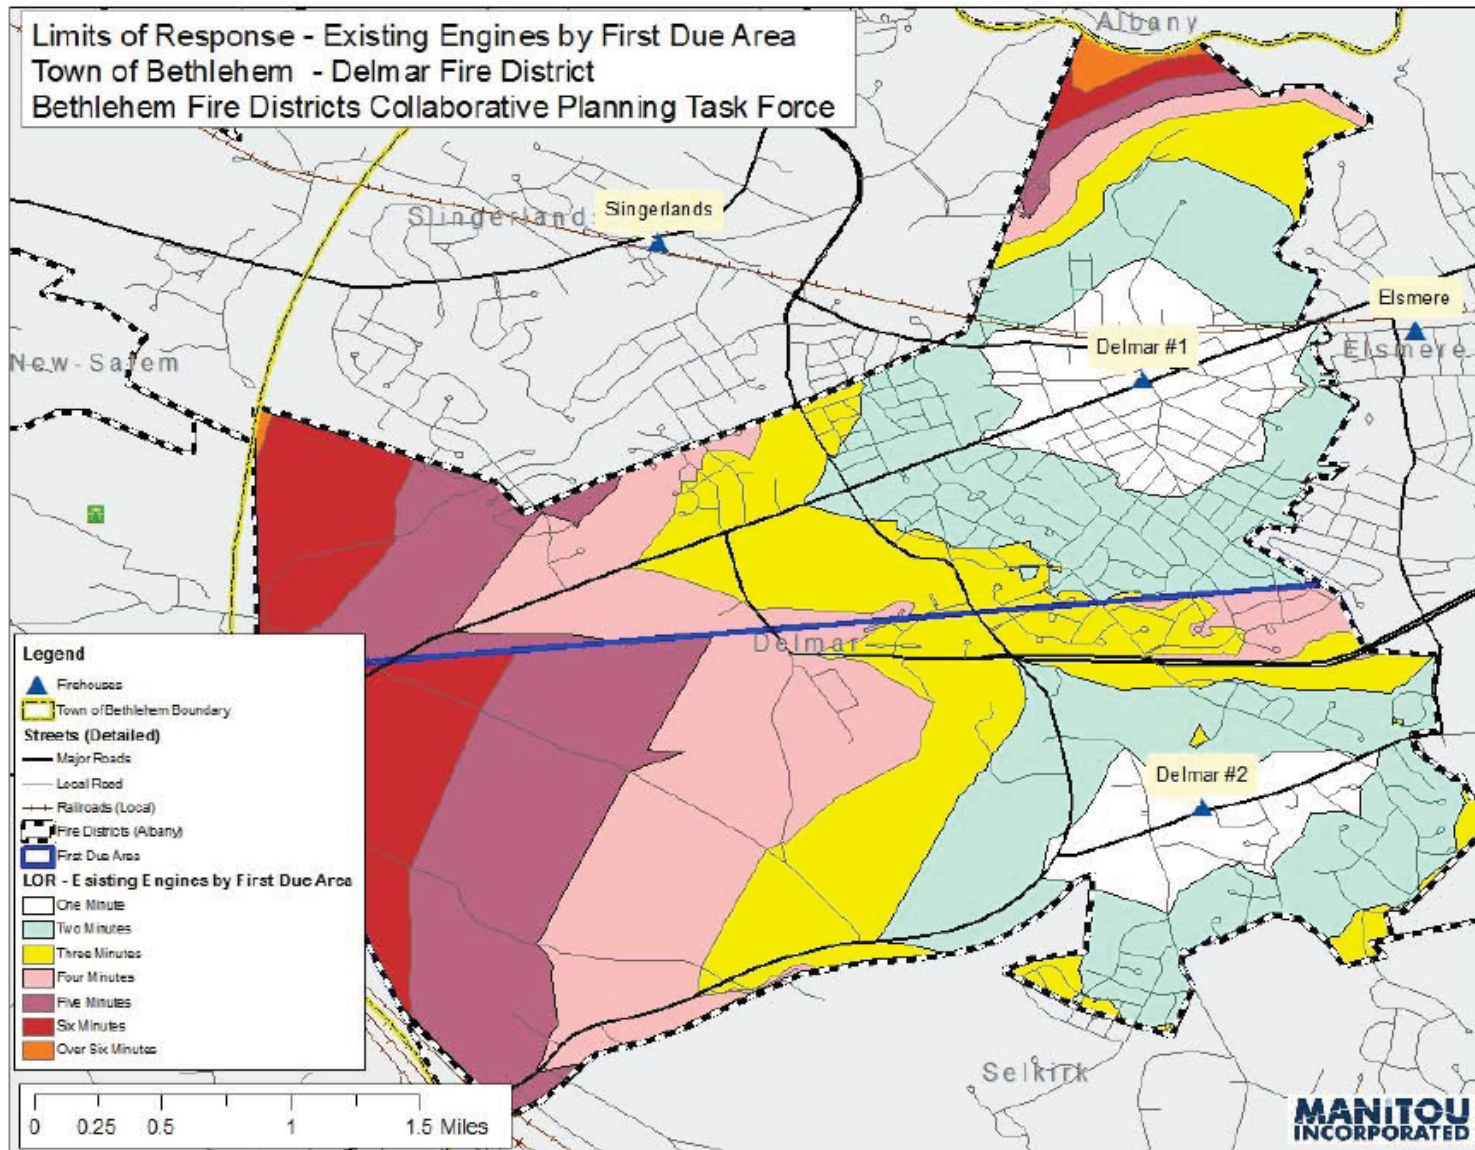 Limits of Response - Existing Engines by First Due Area
Town of Bethlehem - Delmar Fire District
Bethlehem Fire Districts Collaborative Planning Task Force
Albany
Slingerlands
Slingerland
Elsmere
Delmar #1
Elsmere
New-Salem
Delmar
Delmar #2
Selkirk
Legend
Firehouses
Town of Bethlehem Boundary
Streets (Detailed)
Major Roads
Local Road
Railroads (Local)
Fire Districts (Albany)
First Due Area
LOR - Esisting Engines by First Due Area
One Minute
Two Minutes
Three Minutes
Four Minutes
Five Minutes
Six Minutes
Over Six Minutes
0 0.25 0.5 1 1.5 Miles
MANiTOU
INCORPORATED